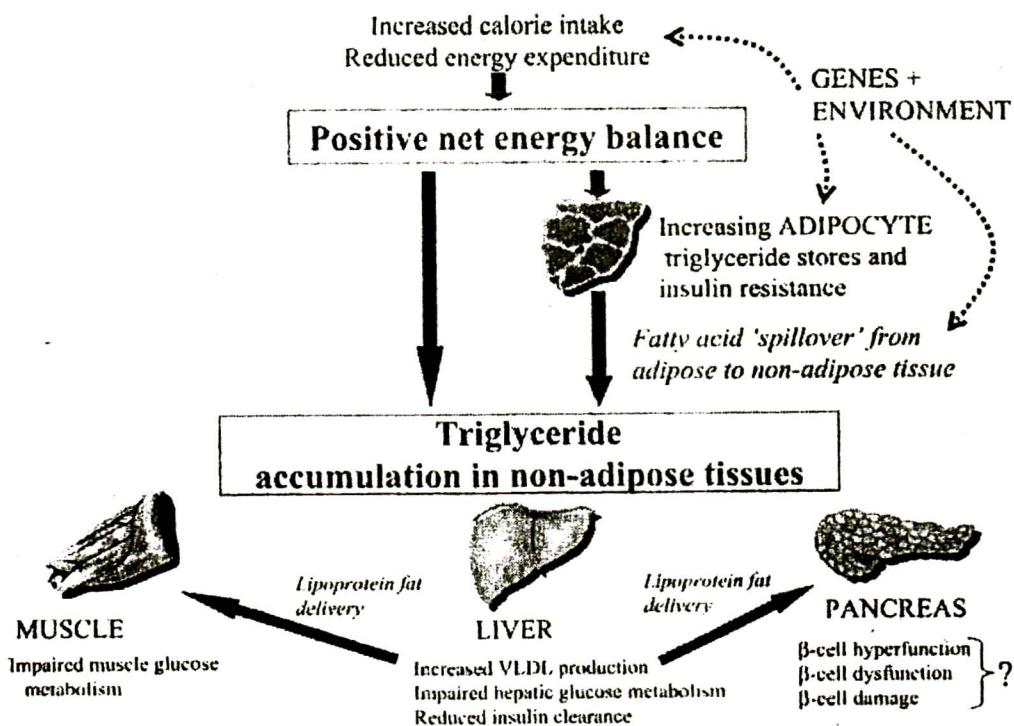 Increased calorie intake
Reduced energy expenditure
GENES +
ENVIRONMENT
Positive net energy balance
Increasing ADIPOCYTE
triglyceride stores and
insulin resistance
Fatty acid 'spillover' from
adipose to non-adipose tissue
Triglyceride
accumulation in non-adipose tissues
Lipoprotein fat
delivery
Lipoprotein fat
delivery
MUSCLE
Impaired muscle glucose
metabolism
LIVER
Increased VLDL production
Impaired hepatic glucose metabolism
Reduced insulin clearance
PANCREAS
β-cell hyperfunction
β-cell dysfunction
β-cell damage
?